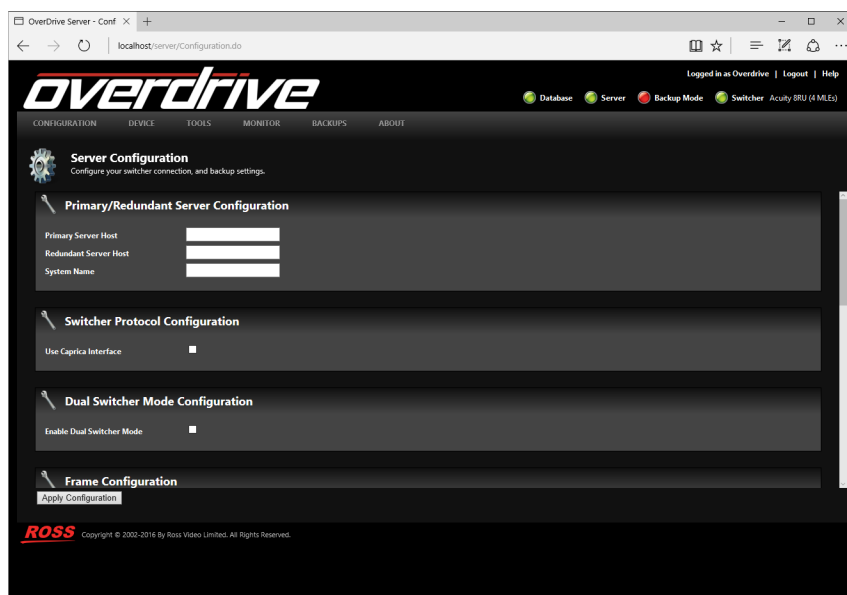 OverDrive Server - Conf
localhost/server/Configuration.do
overdrive
Logged in as Overdrive | Logout | Help
Database Server Backup Mode Switcher Acuity 8RU (4 MLEs)
CONFIGURATION DEVICE TOOLS MONITOR BACKUPS ABOUT
Server Configuration
Configure your switcher connection, and backup settings.
Primary/Redundant Server Configuration
Primary Server Host
Redundant Server Host
System Name
Switcher Protocol Configuration
Use Caprica Interface
Dual Switcher Mode Configuration
Enable Dual Switcher Mode
Frame Configuration
Apply Configuration
ROSS Copyright © 2002-2016 By Ross Video Limited. All Rights Reserved.